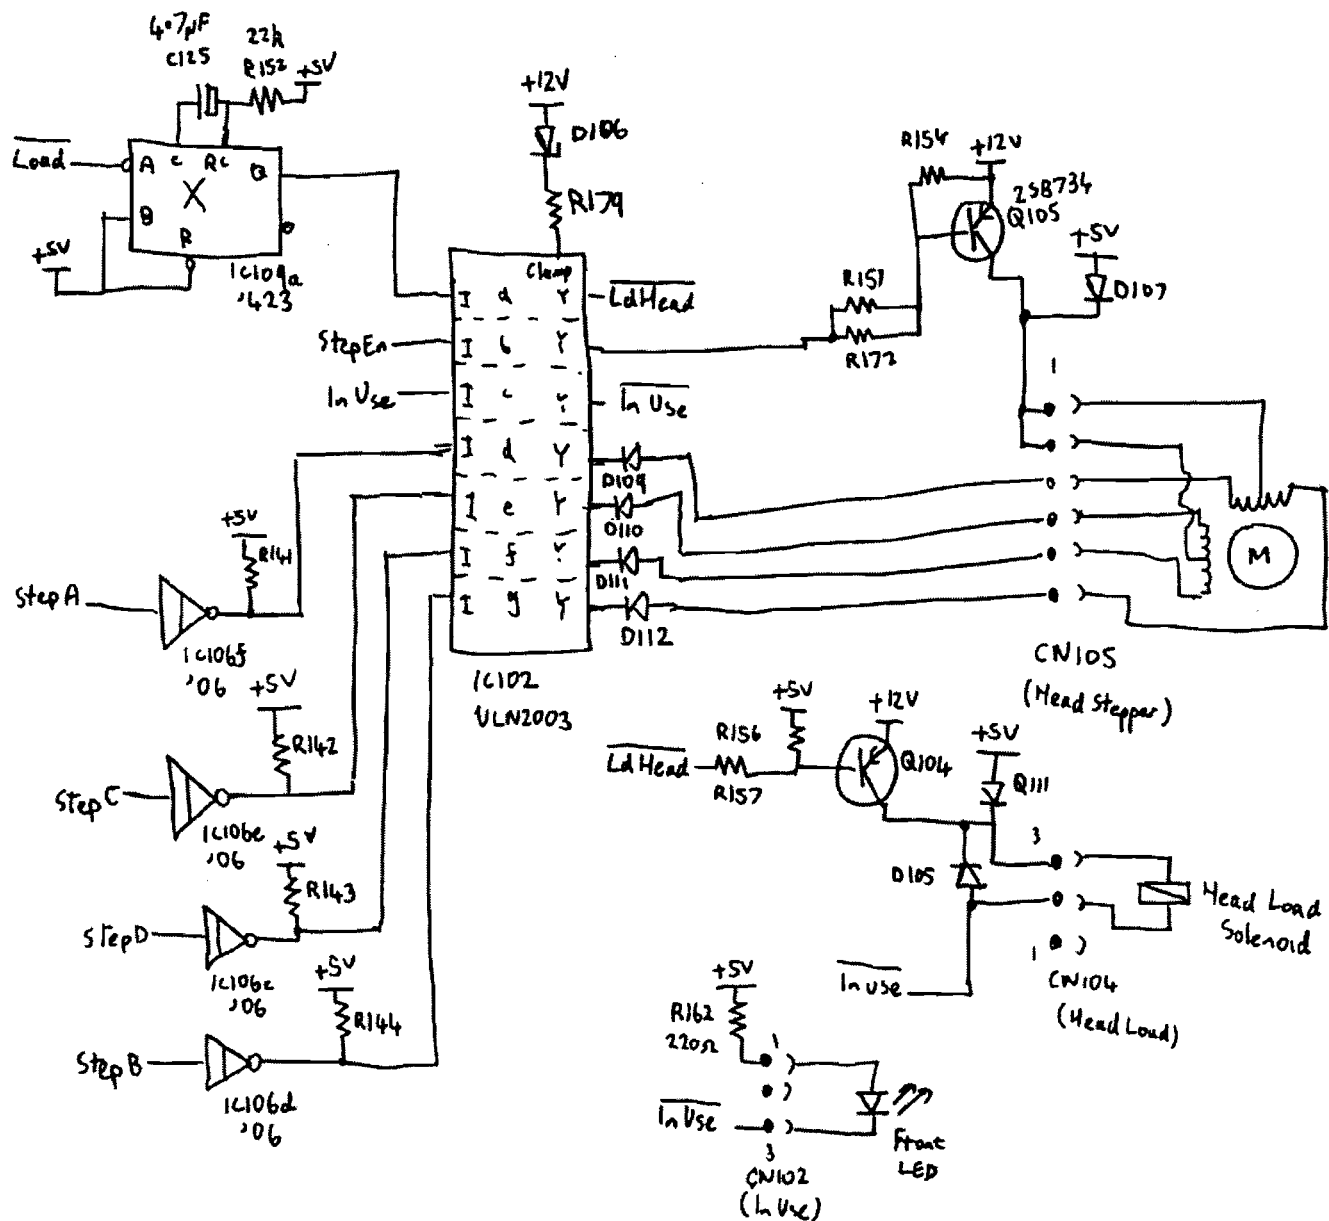 4.7µF
C125
22k
R152
+5V
Load
A
C
RC
Q
X
B
R
+5V
IC109a
'423
+12V
D106
R179
Clamp
I a Y
LdHead
StepEn
I b Y
In Use
I c Y
In Use
I d Y
D109
I e Y
D110
I f Y
D111
I g Y
D112
IC102
ULN2003
R154
+12V
2SB734
Q105
+5V
D107
R151
R172
1
M
CN105
(Head Stepper)
+5V
R141
StepA
IC106f
'06
+5V
R142
StepC
IC106e
'06
+5V
R143
StepD
IC106c
'06
+5V
R144
StepB
IC106d
'06
+5V
+12V
R156
LdHead
R157
Q104
+5V
Q111
3
D105
Head Load
Solenoid
1
In Use
CN104
(Head Load)
+5V
R162
220Ω
1
In Use
3
CN102
(In Use)
Front
LED